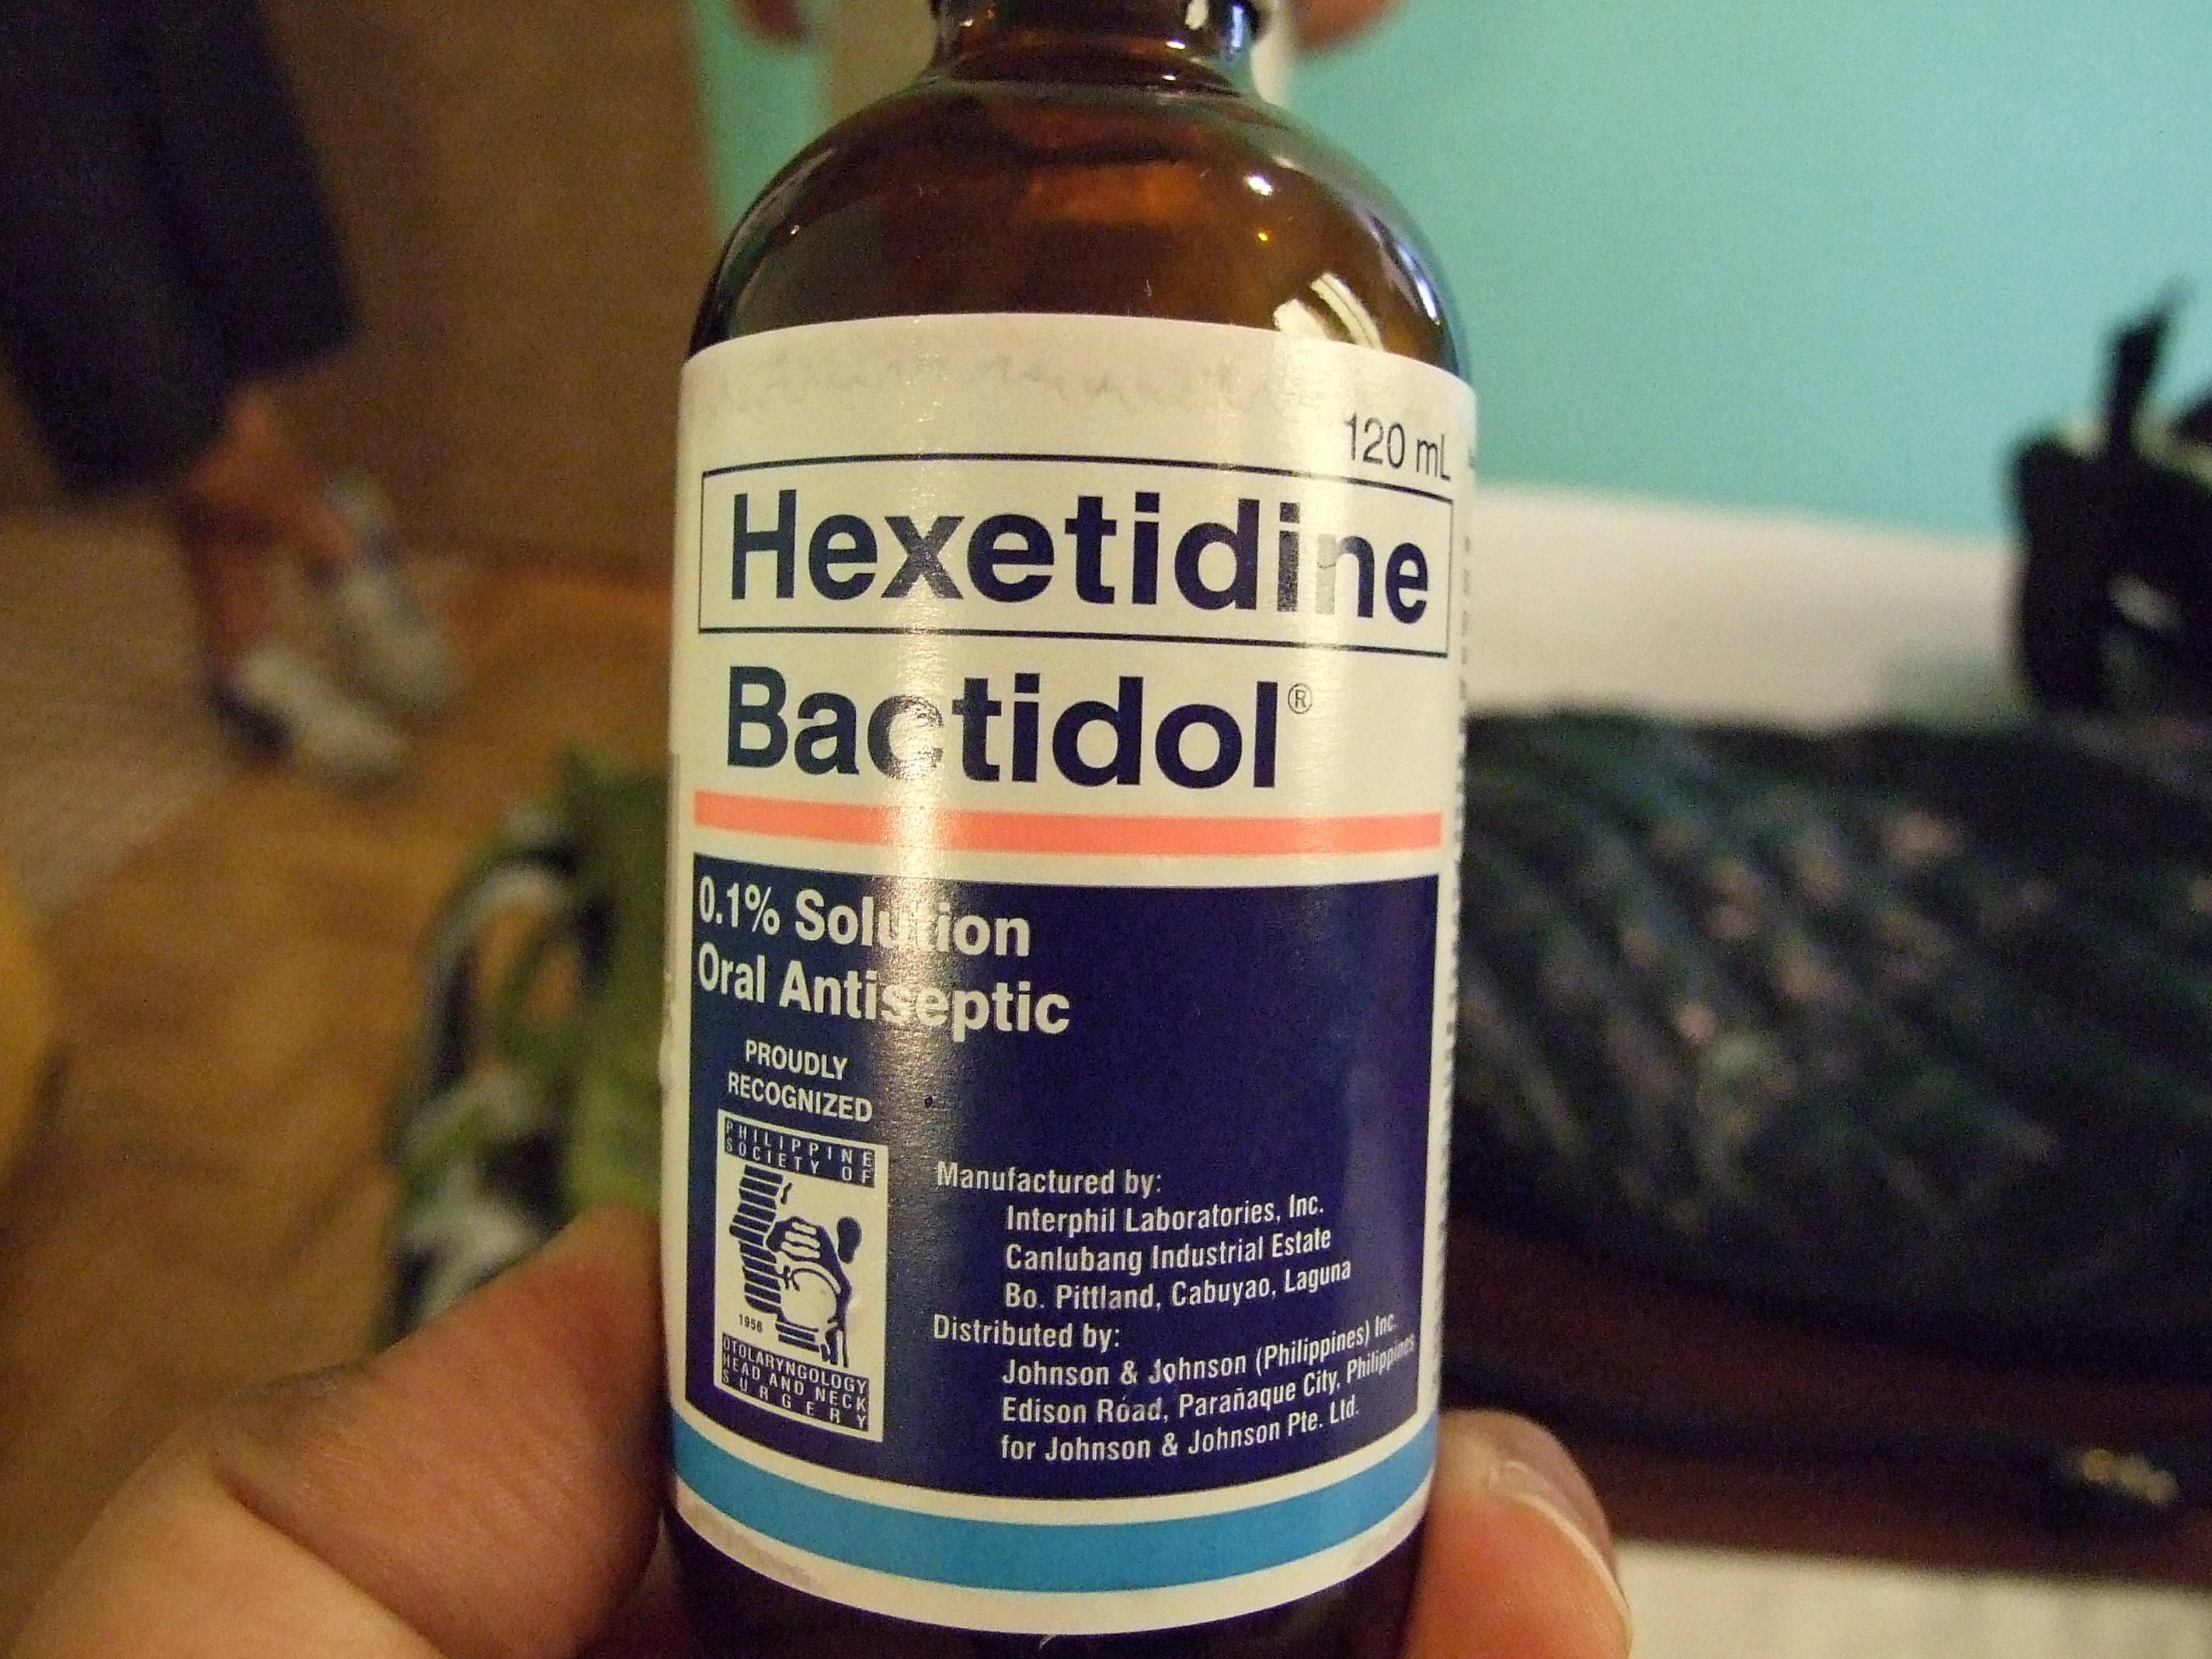 120 mL
Hexetidine
Bactidol®
0.1% Solution
Oral Antiseptic
PROUDLY
RECOGNIZED
PHILIPPINE
SOCIETY OF
1956
OTOLARYNGOLOGY
HEAD AND NECK
SURGERY
Manufactured by:
Interphil Laboratories, Inc.
Canlubang Industrial Estate
Bo. Pittland, Cabuyao, Laguna
Distributed by:
Johnson & Johnson (Philippines) Inc.
Edison Road, Parañaque City, Philippines
for Johnson & Johnson Pte. Ltd.